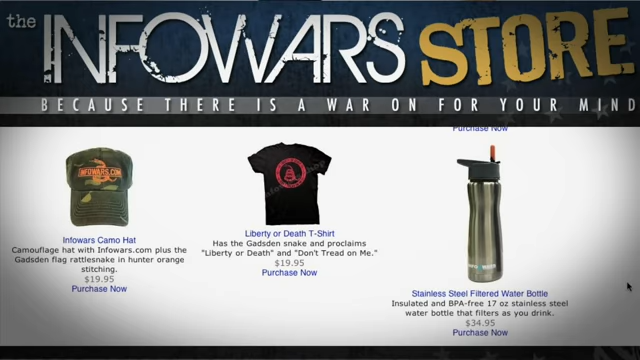 the INFOWARS STORE
BECAUSE THERE IS A WAR ON FOR YOUR MIND
Purchase Now
INFOWARS.COM
Infowars Camo Hat
Camouflage hat with Infowars.com plus the
Gadsden flag rattlesnake in hunter orange
stitching.
$19.95
Purchase Now
Liberty or Death T-Shirt
Has the Gadsden snake and proclaims
"Liberty or Death" and "Don't Tread on Me."
$19.95
Purchase Now
Stainless Steel Filtered Water Bottle
Insulated and BPA-free 17 oz stainless steel
water bottle that filters as you drink.
$34.95
Purchase Now